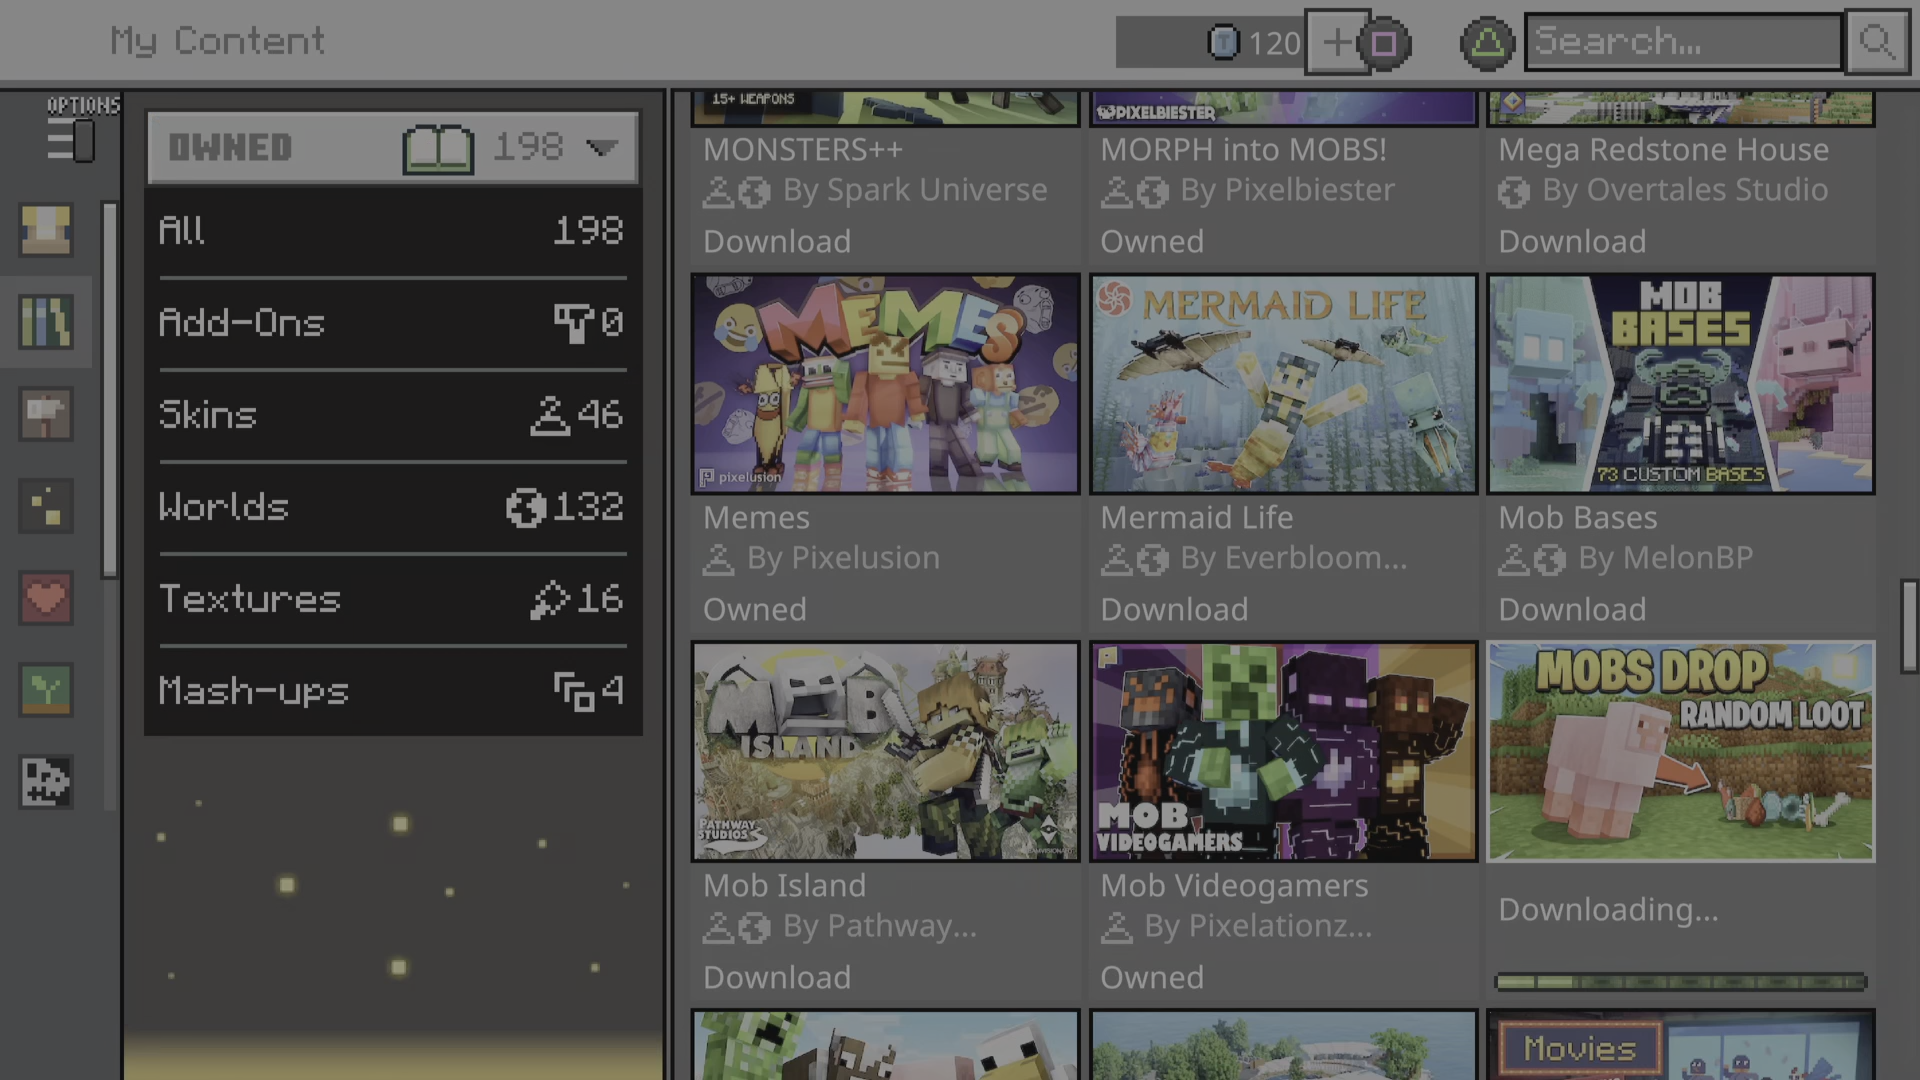 My Content
120
Search...
OPTIONS
OWNED
198
All
198
Add-Ons
0
Skins
46
Worlds
132
Textures
16
Mash-ups
4
15+ WEAPONS
PIXELBIESTER
MONSTERS++
By Spark Universe
Download
MORPH into MOBS!
By Pixelbiester
Owned
Mega Redstone House
By Overtales Studio
Download
MEMES
pixelusion
Memes
By Pixelusion
Owned
MERMAID LIFE
Mermaid Life
By Everbloom...
Download
MOB
BASES
73 CUSTOM BASES
Mob Bases
By MelonBP
Download
MOB
ISLAND
PATHWAY
STUDIOS
Mob Island
By Pathway...
Download
MOB
VIDEOGAMERS
Mob Videogamers
By Pixelationz...
Owned
MOBS DROP
RANDOM LOOT
Downloading...
Movies